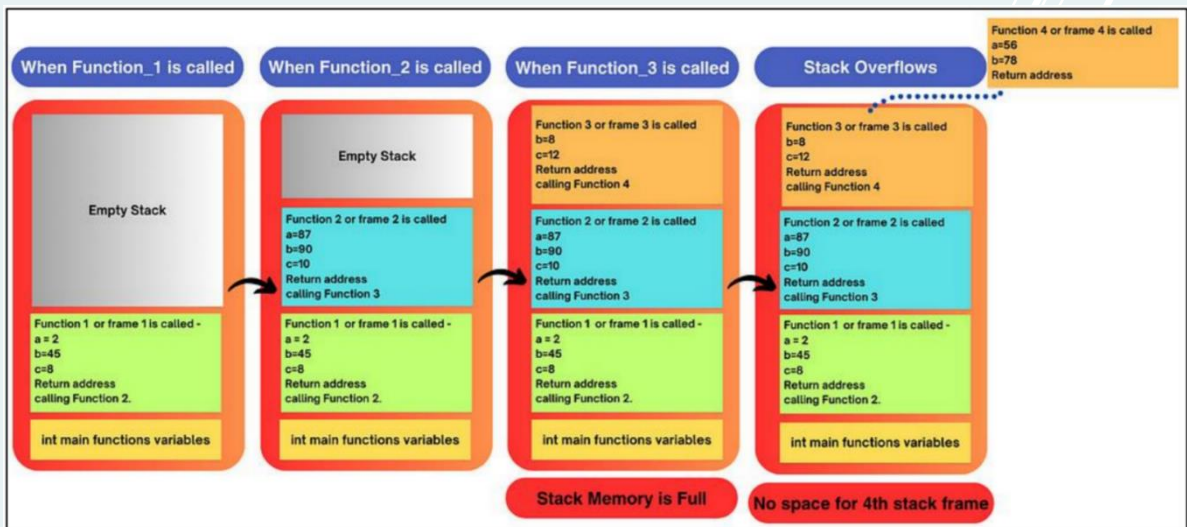 When Function_1 is called
Empty Stack
Function 1 or frame 1 is called -
a = 2
b=45
c=8
Return address
calling Function 2.
int main functions variables
When Function_2 is called
Empty Stack
Function 2 or frame 2 is called
a=87
b=90
c=10
Return address
calling Function 3
Function 1 or frame 1 is called -
a = 2
b=45
c=8
Return address
calling Function 2.
int main functions variables
When Function_3 is called
Function 3 or frame 3 is called
b=8
c=12
Return address
calling Function 4
Function 2 or frame 2 is called
a=87
b=90
c=10
Return address
calling Function 3
Function 1 or frame 1 is called -
a = 2
b=45
c=8
Return address
calling Function 2.
int main functions variables
Stack Memory is Full
Stack Overflows
Function 4 or frame 4 is called
a=56
b=78
Return address
Function 3 or frame 3 is called
b=8
c=12
Return address
calling Function 4
Function 2 or frame 2 is called
a=87
b=90
c=10
Return address
calling Function 3
Function 1 or frame 1 is called -
a = 2
b=45
c=8
Return address
calling Function 2.
int main functions variables
No space for 4th stack frame